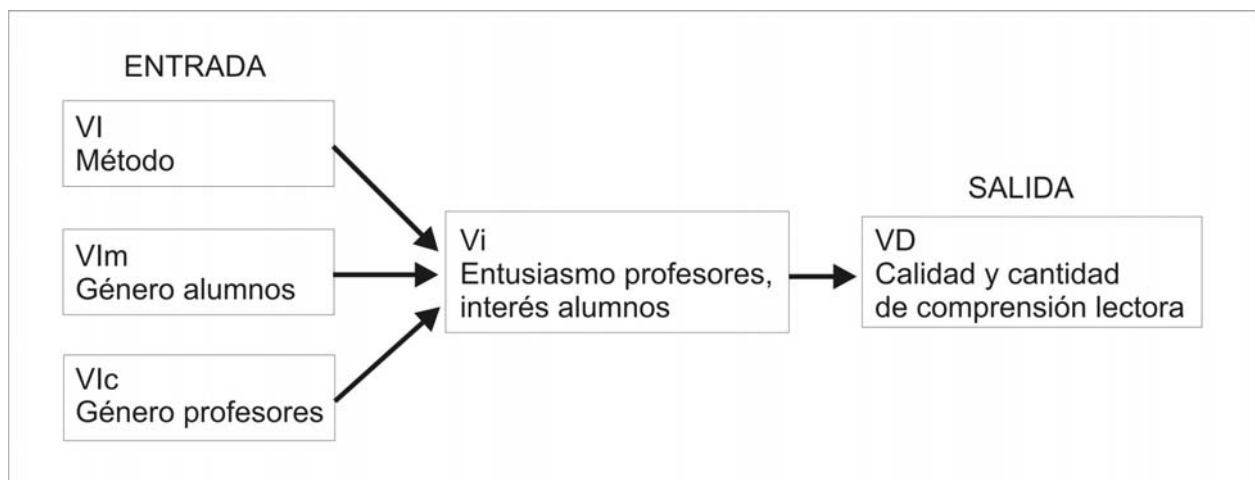 ENTRADA
VI
Método
VIm
Género alumnos
VIc
Género profesores
Vi
Entusiasmo profesores,
interés alumnos
SALIDA
VD
Calidad y cantidad
de comprensión lectora